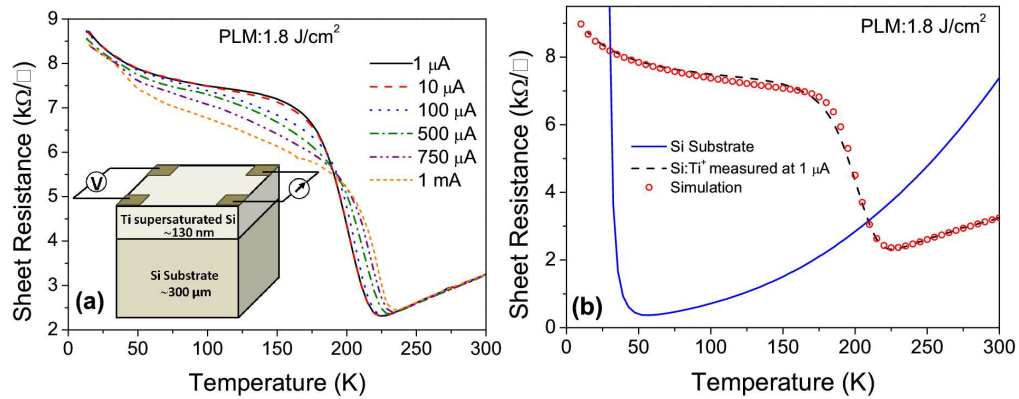 PLM:1.8 J/cm²
1 μA
10 μA
100 μA
500 μA
750 μA
1 mA
V
Ti supersaturated Si
~130 nm
Si Substrate
~300 μm
(a)
9
8
7
6
5
4
3
2
0 50 100 150 200 250 300
Sheet Resistance (kΩ/□)
Temperature (K)
PLM:1.8 J/cm²
Si Substrate
Si:Ti⁺ measured at 1 μA
Simulation
(b)
8
6
4
2
0
0 50 100 150 200 250 300
Sheet Resistance (kΩ/□)
Temperature (K)